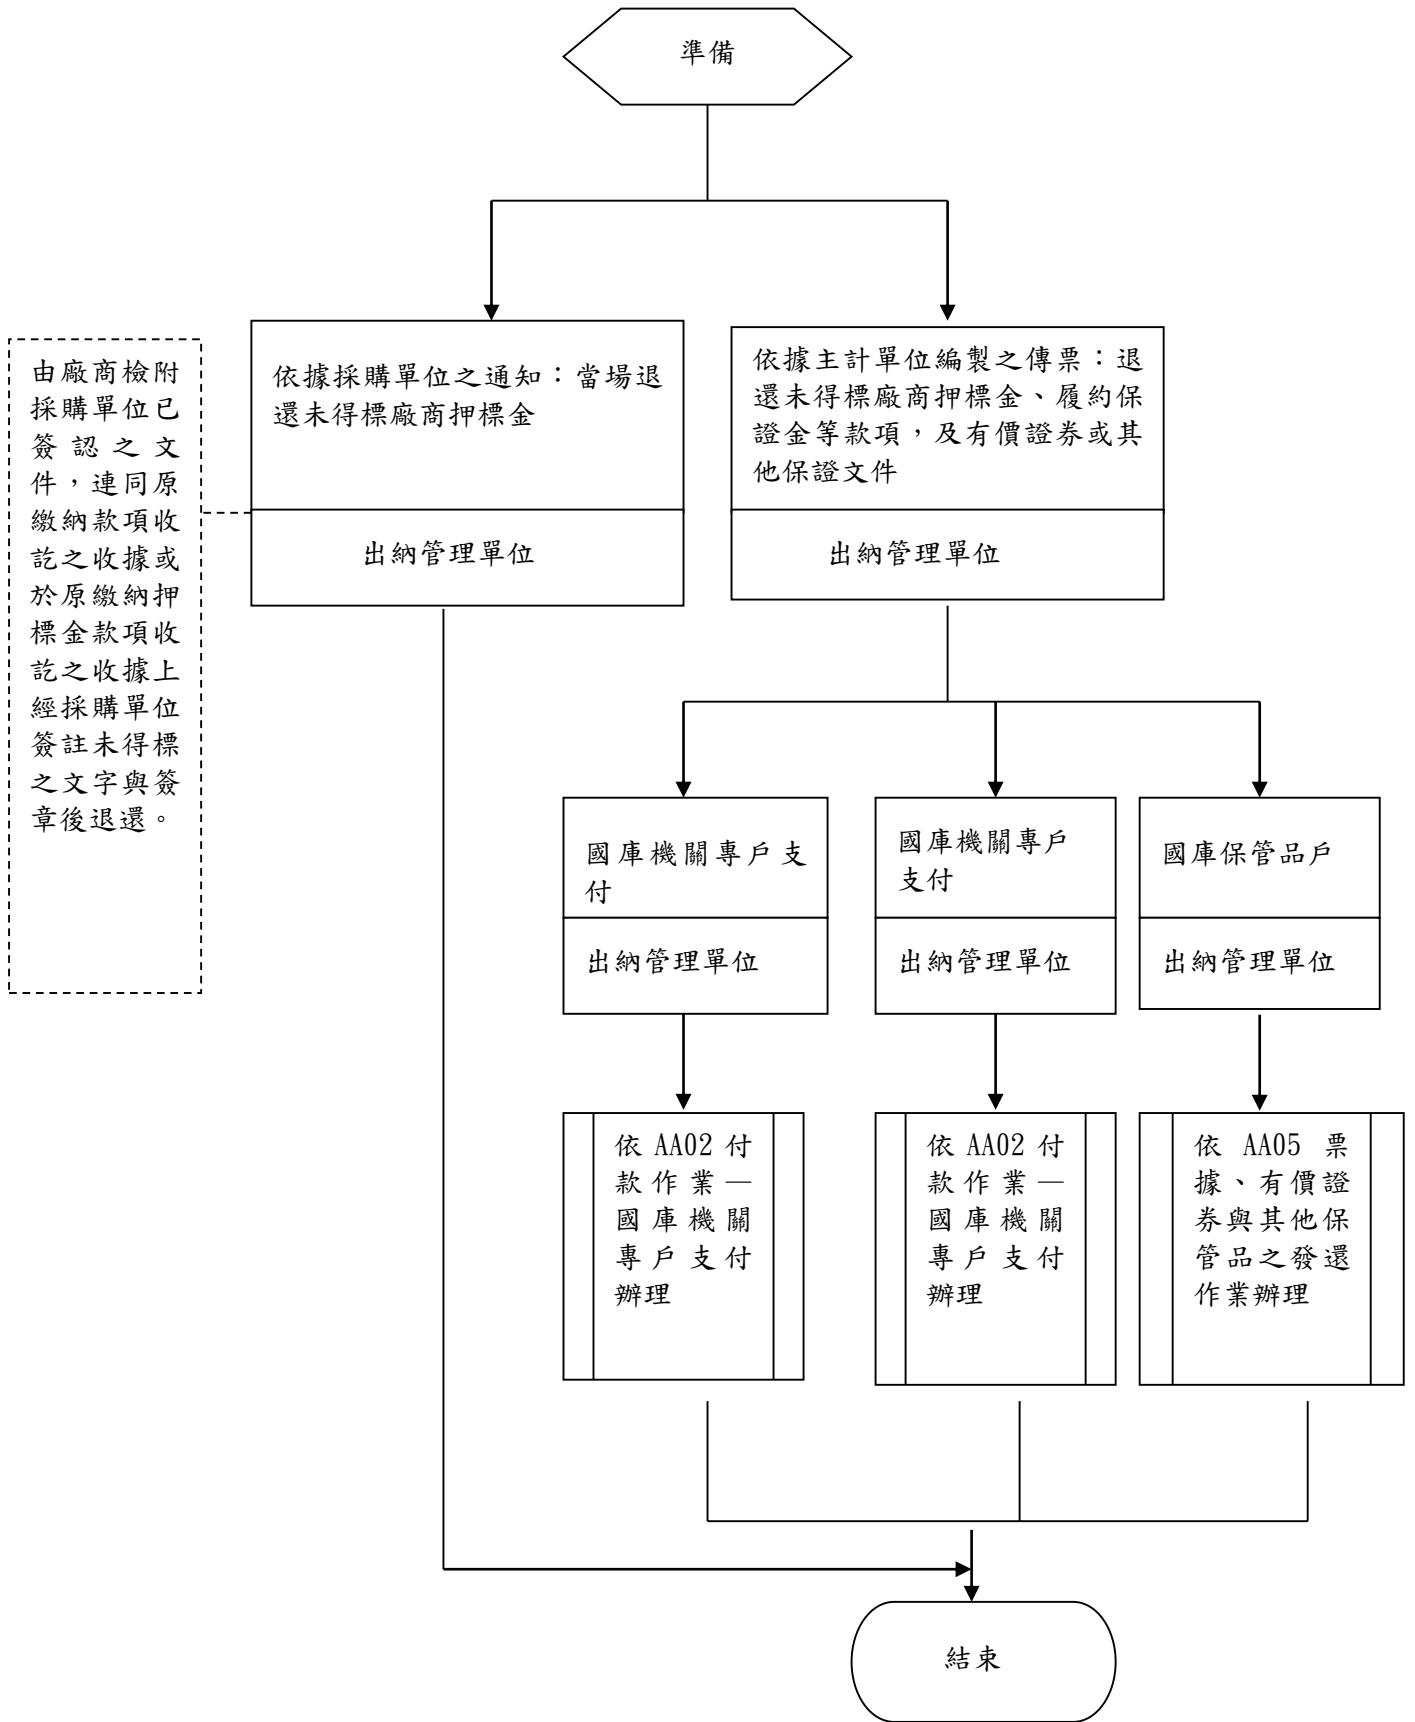 準備
由廠商檢附
採購單位已
簽認之文
件，連同原
繳納款項收
訖之收據或
於原繳納押
標金款項收
訖之收據上
經採購單位
簽註未得標
之文字與簽
章後退還。
依據採購單位之通知：當場退
還未得標廠商押標金
出納管理單位
依據主計單位編製之傳票：退
還未得標廠商押標金、履約保
證金等款項，及有價證券或其
他保證文件
出納管理單位
國庫機關專戶支
付
出納管理單位
國庫機關專戶
支付
出納管理單位
國庫保管品戶
出納管理單位
依 AA02 付
款作業—
國庫機關
專戶支付
辦理
依 AA02 付
款作業—
國庫機關
專戶支付
辦理
依 AA05 票
據、有價證
券與其他保
管品之發還
作業辦理
結束